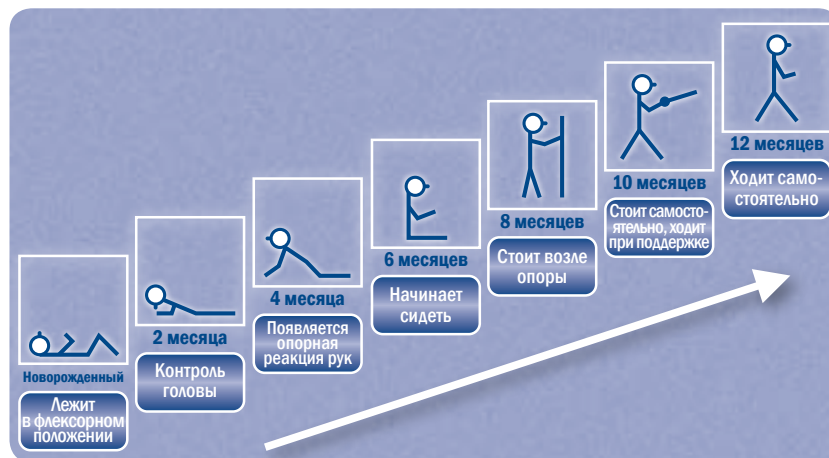 Новорожденный
Лежит
в флексорном
положении
2 месяца
Контроль
головы
4 месяца
Появляется
опорная
реакция рук
6 месяцев
Начинает
сидеть
8 месяцев
Стоит возле
опоры
10 месяцев
Стоит самосто-
ятельно, ходит
при поддержке
12 месяцев
Ходит само-
стоятельно